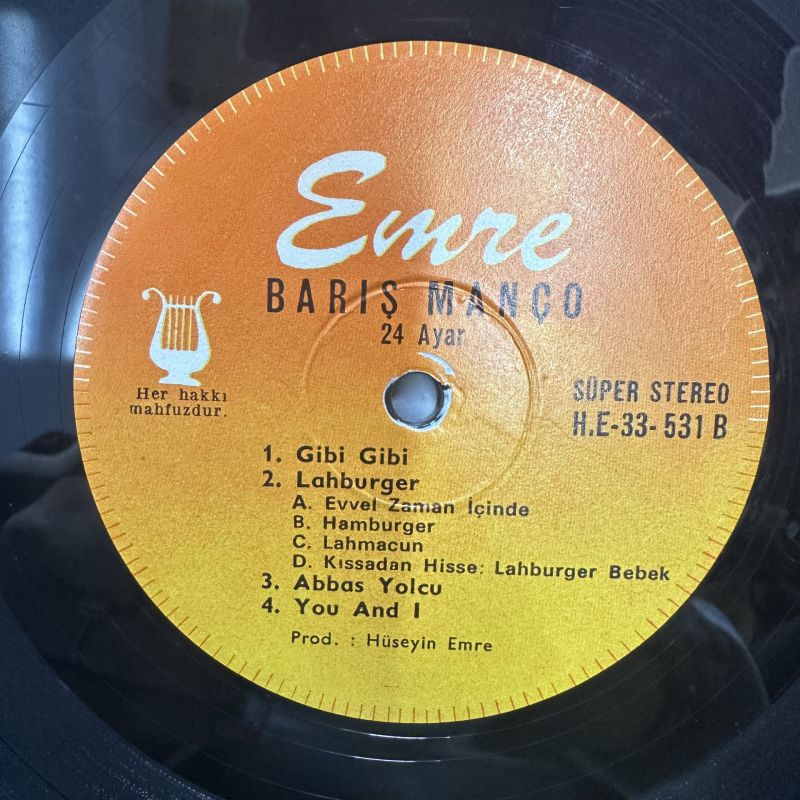 Emre
BARIŞ MANÇO
24 Ayar
Her hakkı
mahfuzdur.
SÜPER STEREO
H.E-33-531 B
1. Gibi Gibi
2. Lahburger
A. Evvel Zaman İçinde
B. Hamburger
C. Lahmacun
D. Kıssadan Hisse: Lahburger Bebek
3. Abbas Yolcu
4. You And I
Prod. : Hüseyin Emre